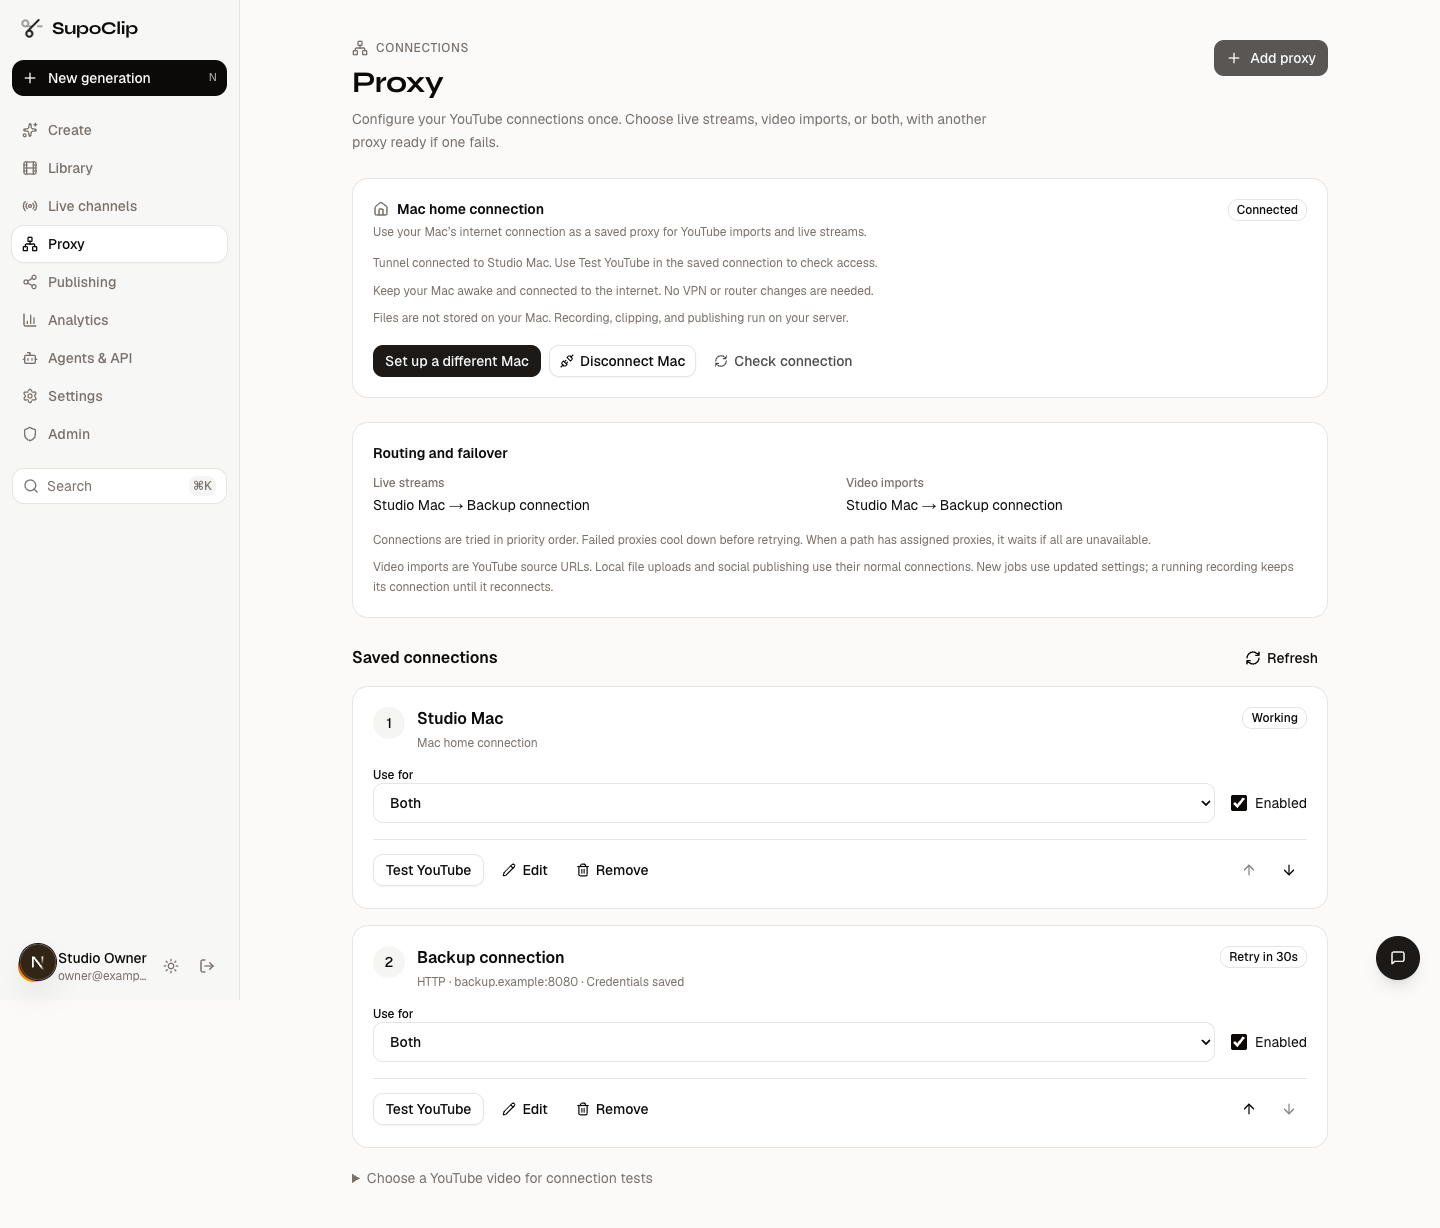 SupoClip
New generation N
Create
Library
Live channels
Proxy
Publishing
Analytics
Agents & API
Settings
Admin
Search ⌘K
N
Studio Owner
owner@examp...
CONNECTIONS
Proxy
Configure your YouTube connections once. Choose live streams, video imports, or both, with another
proxy ready if one fails.
Add proxy
Mac home connection
Connected
Use your Mac's internet connection as a saved proxy for YouTube imports and live streams.
Tunnel connected to Studio Mac. Use Test YouTube in the saved connection to check access.
Keep your Mac awake and connected to the internet. No VPN or router changes are needed.
Files are not stored on your Mac. Recording, clipping, and publishing run on your server.
Set up a different Mac Disconnect Mac Check connection
Routing and failover
Live streams
Studio Mac → Backup connection
Video imports
Studio Mac → Backup connection
Connections are tried in priority order. Failed proxies cool down before retrying. When a path has assigned proxies, it waits if all are unavailable.
Video imports are YouTube source URLs. Local file uploads and social publishing use their normal connections. New jobs use updated settings; a running recording keeps
its connection until it reconnects.
Saved connections
Refresh
1 Studio Mac
Working
Mac home connection
Use for
Both
Enabled
Test YouTube Edit Remove
2 Backup connection
Retry in 30s
HTTP · backup.example:8080 · Credentials saved
Use for
Both
Enabled
Test YouTube Edit Remove
Choose a YouTube video for connection tests